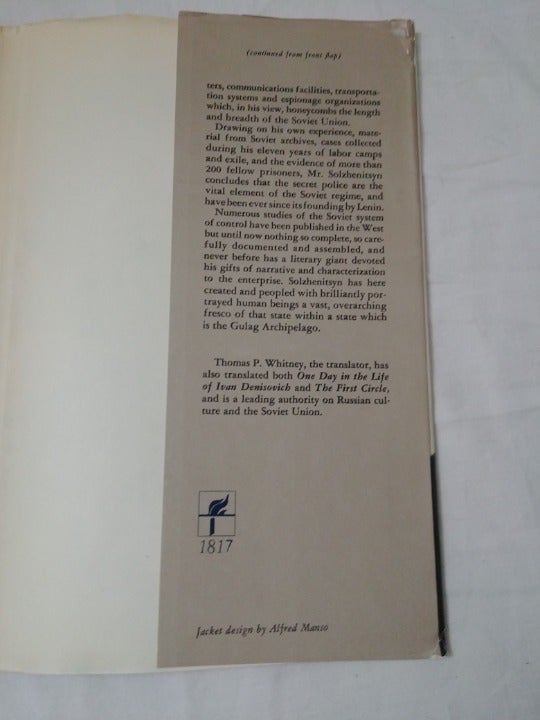 (continued from front flap)
ters, communications facilities, transporta-
tion systems and espionage organizations
which, in his view, honeycombs the length
and breadth of the Soviet Union.
Drawing on his own experience, mate-
rial from Soviet archives, cases collected
during his eleven years of labor camps
and exile, and the evidence of more than
200 fellow prisoners, Mr. Solzhenitsyn
concludes that the secret police are the
vital element of the Soviet regime, and
have been ever since its founding by Lenin.
Numerous studies of the Soviet system
of control have been published in the West
but until now nothing so complete, so care-
fully documented and assembled, and
never before has a literary giant devoted
his gifts of narrative and characterization
to the enterprise. Solzhenitsyn has here
created and peopled with brilliantly por-
trayed human beings a vast, overarching
fresco of that state within a state which
is the Gulag Archipelago.
Thomas P. Whitney, the translator, has
also translated both One Day in the Life
of Ivan Denisovich and The First Circle,
and is a leading authority on Russian cul-
ture and the Soviet Union.
1817
Jacket design by Alfred Manso